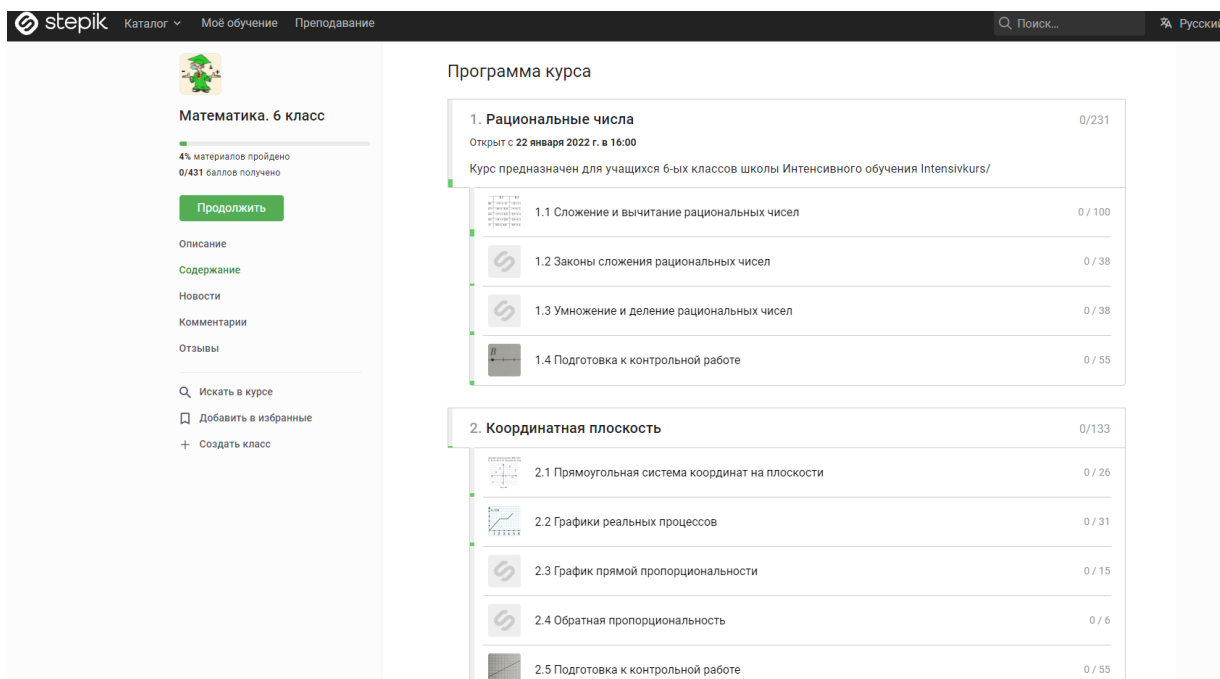 stepik Каталог Моё обучение Преподавание Поиск... Русский
Математика. 6 класс
4% материалов пройдено
0/431 баллов получено
Продолжить
Описание
Содержание
Новости
Комментарии
Отзывы
Искать в курсе
Добавить в избранные
+ Создать класс
Программа курса
1. Рациональные числа 0/231
Открыт с 22 января 2022 г. в 16:00
Курс предназначен для учащихся 6-ых классов школы Интенсивного обучения Intensivkurs/
1.1 Сложение и вычитание рациональных чисел 0 / 100
1.2 Законы сложения рациональных чисел 0 / 38
1.3 Умножение и деление рациональных чисел 0 / 38
B
1.4 Подготовка к контрольной работе 0 / 55
2. Координатная плоскость 0/133
2.1 Прямоугольная система координат на плоскости 0 / 26
2.2 Графики реальных процессов 0 / 31
2.3 График прямой пропорциональности 0 / 15
2.4 Обратная пропорциональность 0 / 6
2.5 Подготовка к контрольной работе 0 / 55